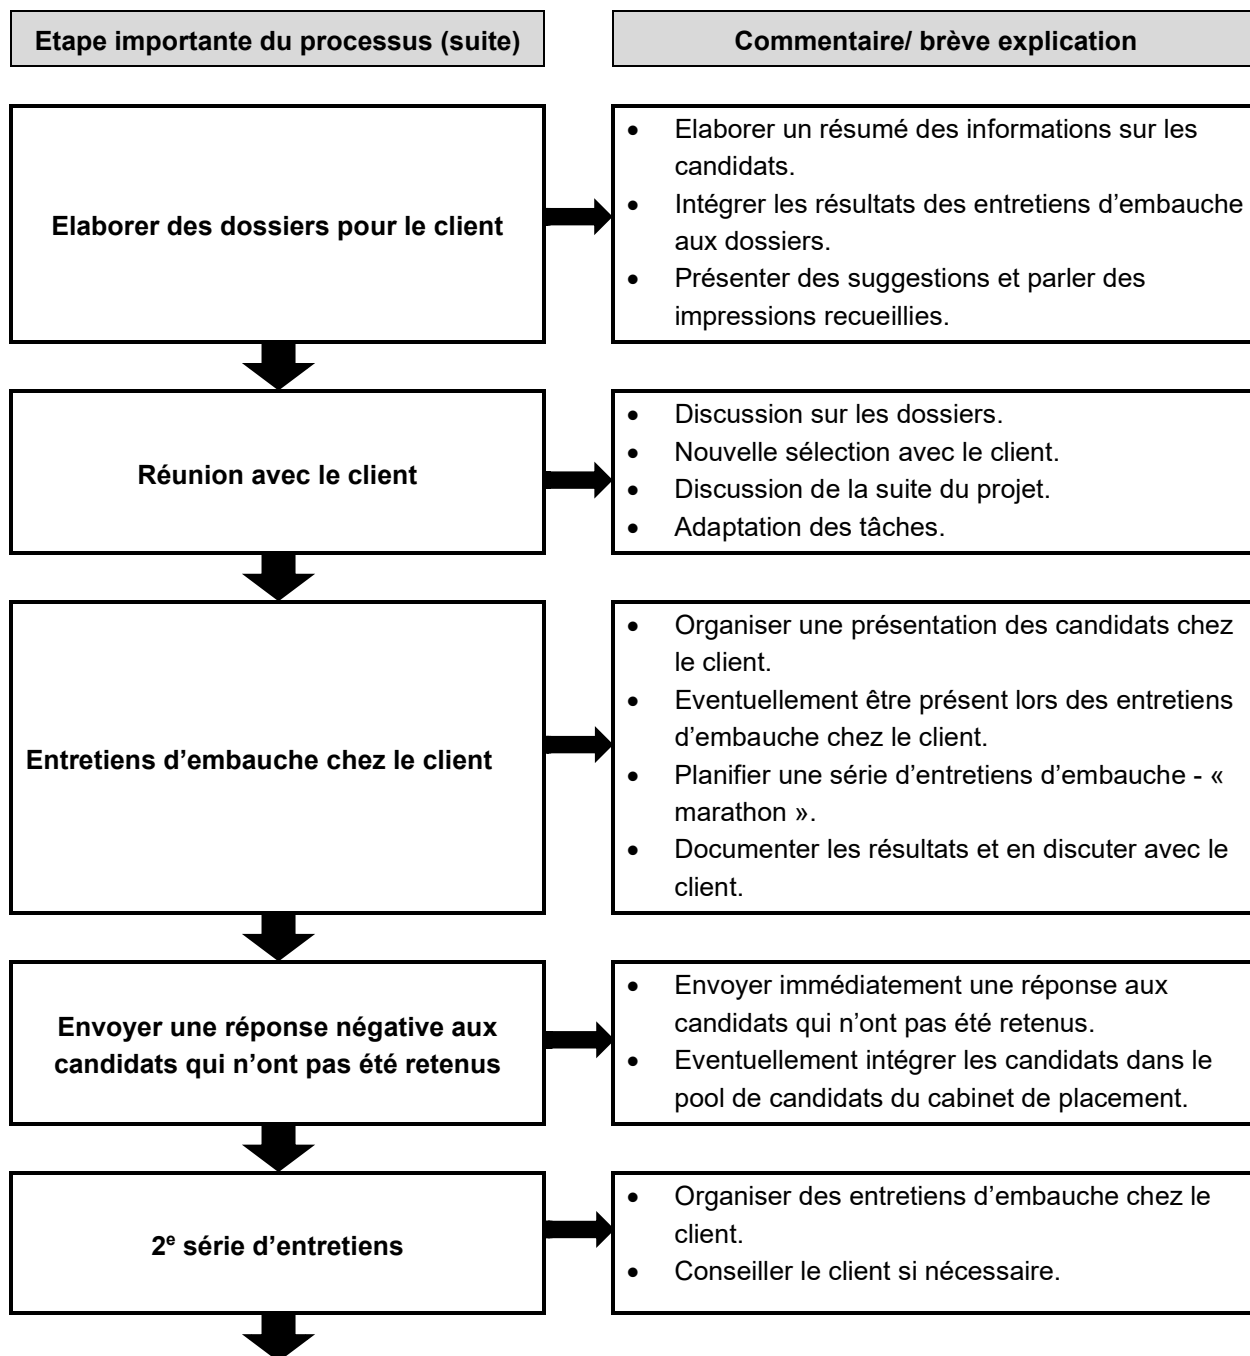 Etape importante du processus (suite)
Commentaire/ brève explication
Elaborer des dossiers pour le client
• Elaborer un résumé des informations sur les
candidats.
• Intégrer les résultats des entretiens d’embauche
aux dossiers.
• Présenter des suggestions et parler des
impressions recueillies.
Réunion avec le client
• Discussion sur les dossiers.
• Nouvelle sélection avec le client.
• Discussion de la suite du projet.
• Adaptation des tâches.
Entretiens d’embauche chez le client
• Organiser une présentation des candidats chez
le client.
• Eventuellement être présent lors des entretiens
d’embauche chez le client.
• Planifier une série d’entretiens d’embauche - «
marathon ».
• Documenter les résultats et en discuter avec le
client.
Envoyer une réponse négative aux
candidats qui n’ont pas été retenus
• Envoyer immédiatement une réponse aux
candidats qui n’ont pas été retenus.
• Eventuellement intégrer les candidats dans le
pool de candidats du cabinet de placement.
2e série d’entretiens
• Organiser des entretiens d’embauche chez le
client.
• Conseiller le client si nécessaire.